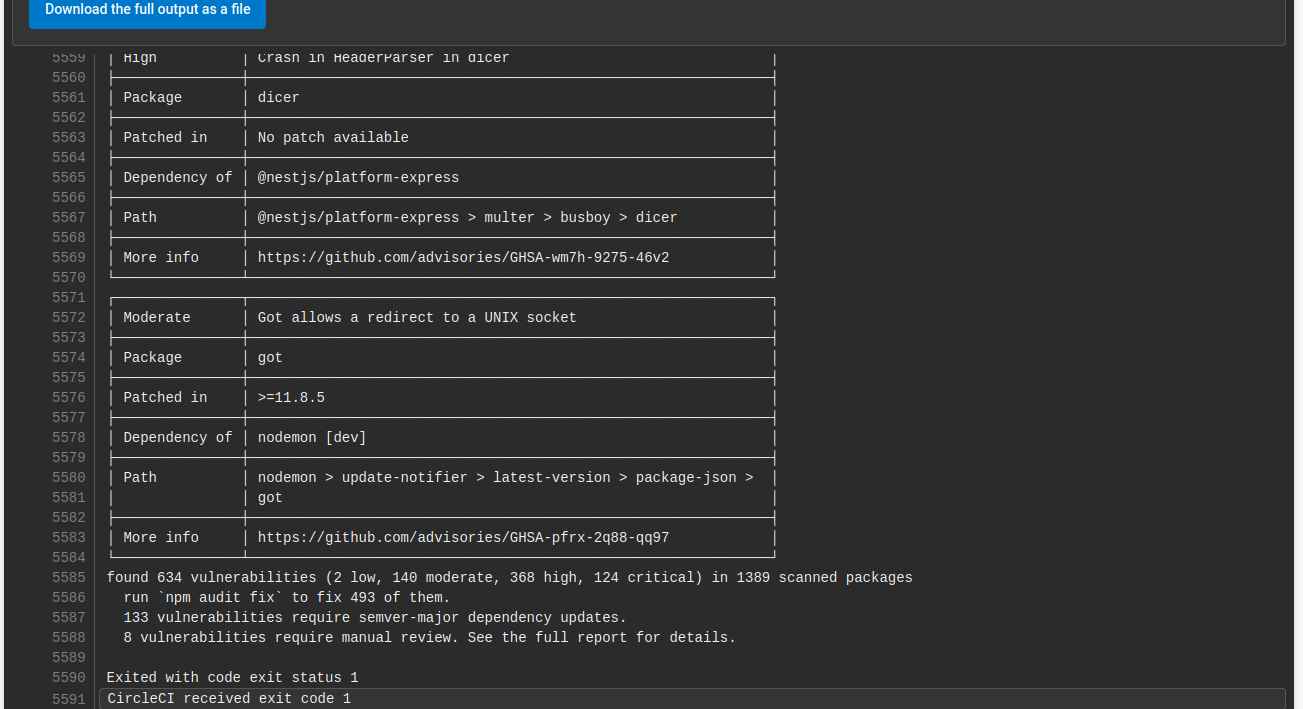 Download the full output as a file
5559 | High | Crash in HeaderParser in dicer |
5560
5561 | Package | dicer |
5562
5563 | Patched in | No patch available |
5564
5565 | Dependency of | @nestjs/platform-express |
5566
5567 | Path | @nestjs/platform-express > multer > busboy > dicer |
5568
5569 | More info | https://github.com/advisories/GHSA-wm7h-9275-46v2 |
5570
5571
5572 | Moderate | Got allows a redirect to a UNIX socket |
5573
5574 | Package | got |
5575
5576 | Patched in | >=11.8.5 |
5577
5578 | Dependency of | nodemon [dev] |
5579
5580 | Path | nodemon > update-notifier > latest-version > package-json > |
5581 | | got |
5582
5583 | More info | https://github.com/advisories/GHSA-pfrx-2q88-qq97 |
5584
5585 found 634 vulnerabilities (2 low, 140 moderate, 368 high, 124 critical) in 1389 scanned packages
5586 run `npm audit fix` to fix 493 of them.
5587 133 vulnerabilities require semver-major dependency updates.
5588 8 vulnerabilities require manual review. See the full report for details.
5589
5590 Exited with code exit status 1
5591 CircleCI received exit code 1